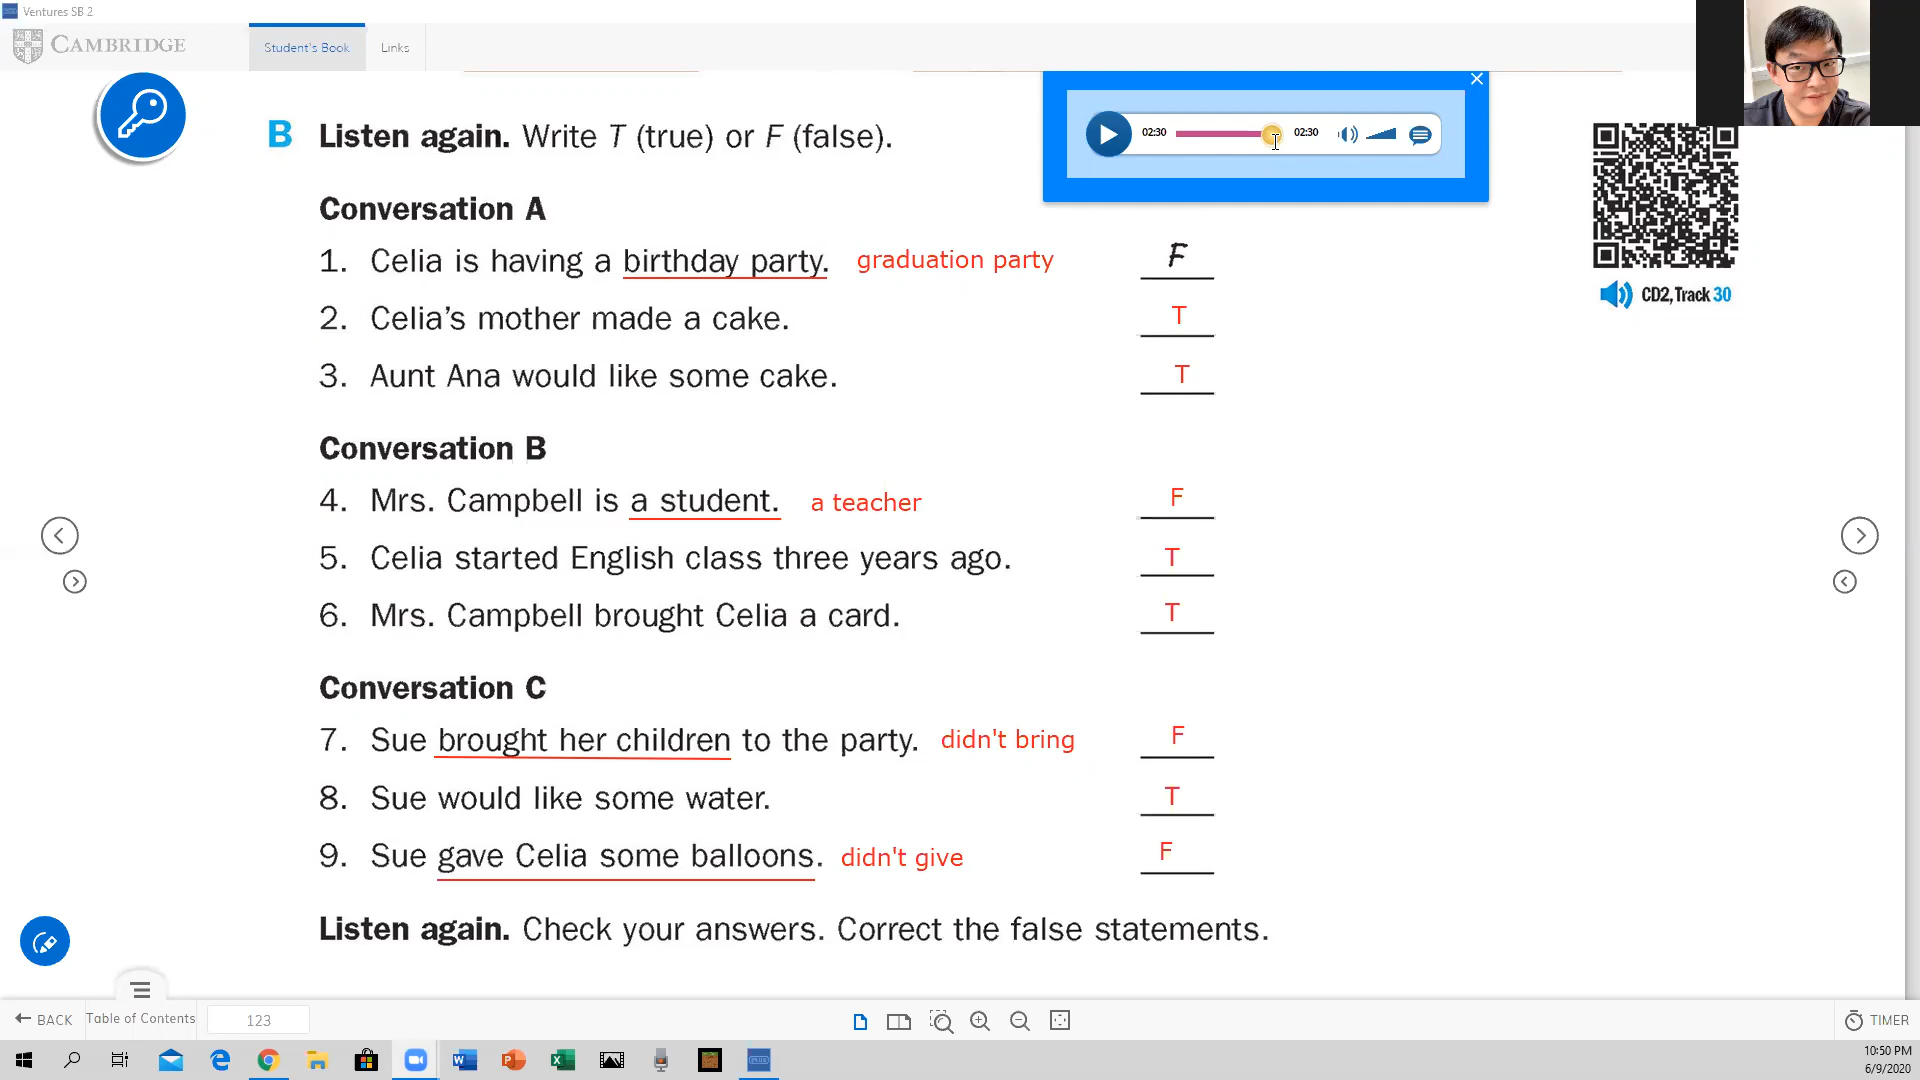 Ventures SB 2
CAMBRIDGE
Student's Book
Links
B Listen again. Write T (true) or F (false).
02:30
02:30
Conversation A
1. Celia is having a birthday party. graduation party F
2. Celia's mother made a cake. T
3. Aunt Ana would like some cake. T
CD2, Track 30
Conversation B
4. Mrs. Campbell is a student. a teacher F
5. Celia started English class three years ago. T
6. Mrs. Campbell brought Celia a card. T
Conversation C
7. Sue brought her children to the party. didn't bring F
8. Sue would like some water. T
9. Sue gave Celia some balloons. didn't give F
Listen again. Check your answers. Correct the false statements.
BACK
Table of Contents
123
TIMER
10:50 PM
6/9/2020